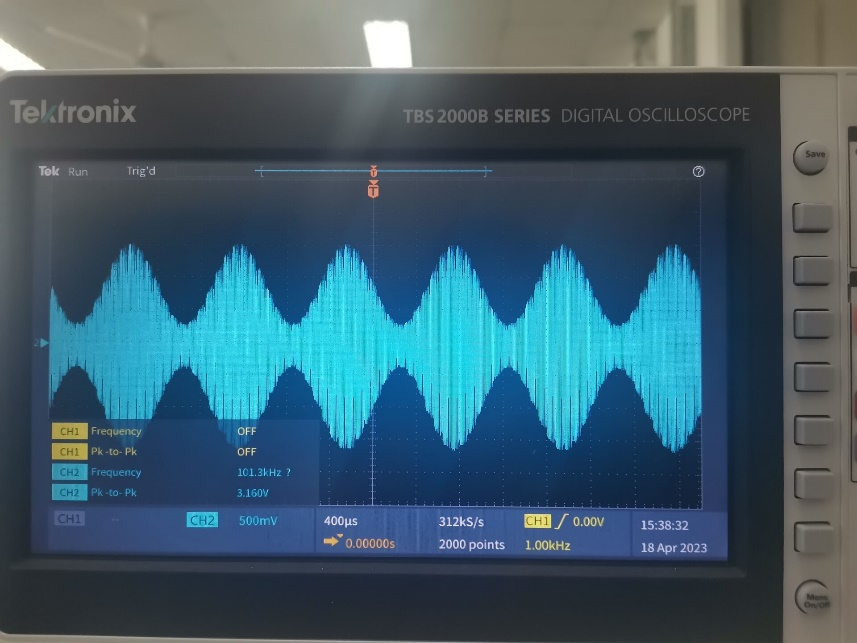 Tektronix
TBS 2000B SERIES DIGITAL OSCILLOSCOPE
Tek Run Trig'd
T
T
Save
2
CH1 Frequency OFF
CH1 Pk-to-Pk OFF
CH2 Frequency 101.3kHz ?
CH2 Pk-to-Pk 3.160V
CH1 -- CH2 500mV 400µs 312kS/s CH1 0.00V 15:38:32
0.00000s 2000 points 1.00kHz 18 Apr 2023
Menu
On/Off